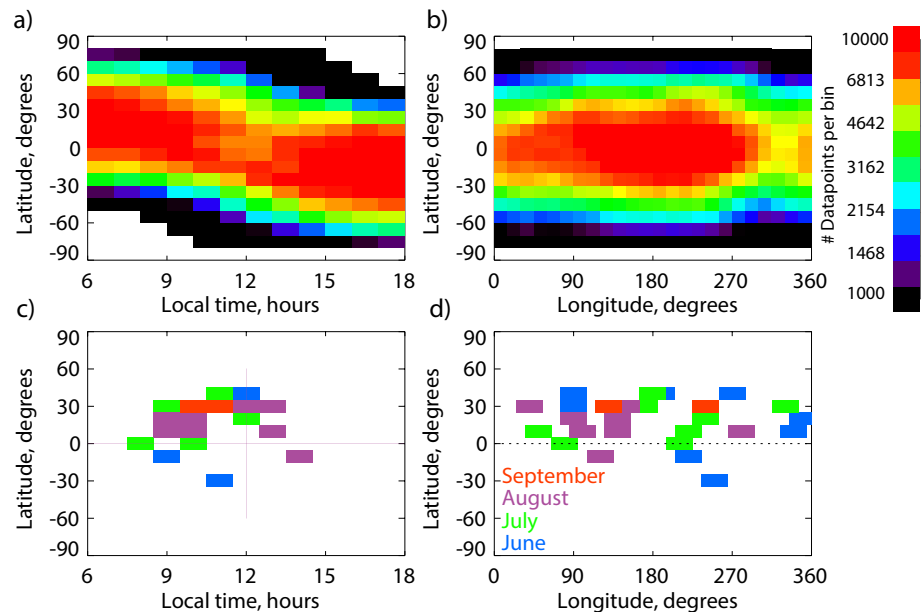 a)
b)
90
60
30
0
-30
-60
-90
Latitude, degrees
6 9 12 15 18
Local time, hours
90
60
30
0
-30
-60
-90
Latitude, degrees
0 90 180 270 360
Longitude, degrees
# Datapoints per bin
10000
6813
4642
3162
2154
1468
1000
c)
d)
90
60
30
0
-30
-60
-90
Latitude, degrees
6 9 12 15 18
Local time, hours
90
60
30
0
-30
-60
-90
Latitude, degrees
September
August
July
June
0 90 180 270 360
Longitude, degrees